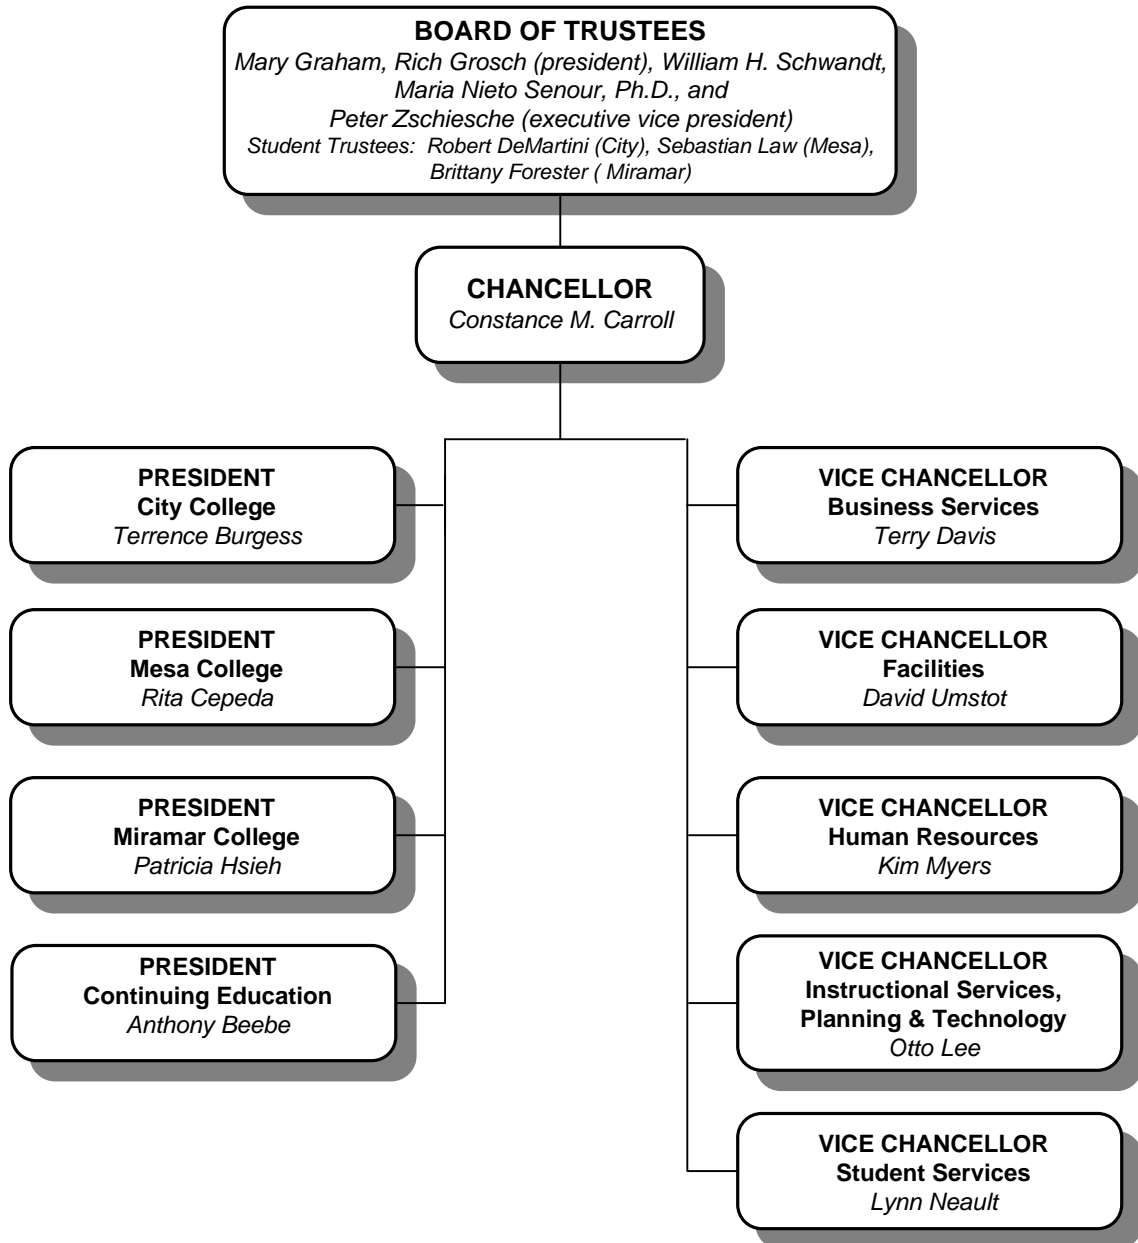 BOARD OF TRUSTEES
Mary Graham, Rich Grosch (president), William H. Schwandt,
Maria Nieto Senour, Ph.D., and
Peter Zschiesche (executive vice president)
Student Trustees: Robert DeMartini (City), Sebastian Law (Mesa),
Brittany Forester ( Miramar)
CHANCELLOR
Constance M. Carroll
PRESIDENT
City College
Terrence Burgess
VICE CHANCELLOR
Business Services
Terry Davis
PRESIDENT
Mesa College
Rita Cepeda
VICE CHANCELLOR
Facilities
David Umstot
PRESIDENT
Miramar College
Patricia Hsieh
VICE CHANCELLOR
Human Resources
Kim Myers
PRESIDENT
Continuing Education
Anthony Beebe
VICE CHANCELLOR
Instructional Services,
Planning & Technology
Otto Lee
VICE CHANCELLOR
Student Services
Lynn Neault